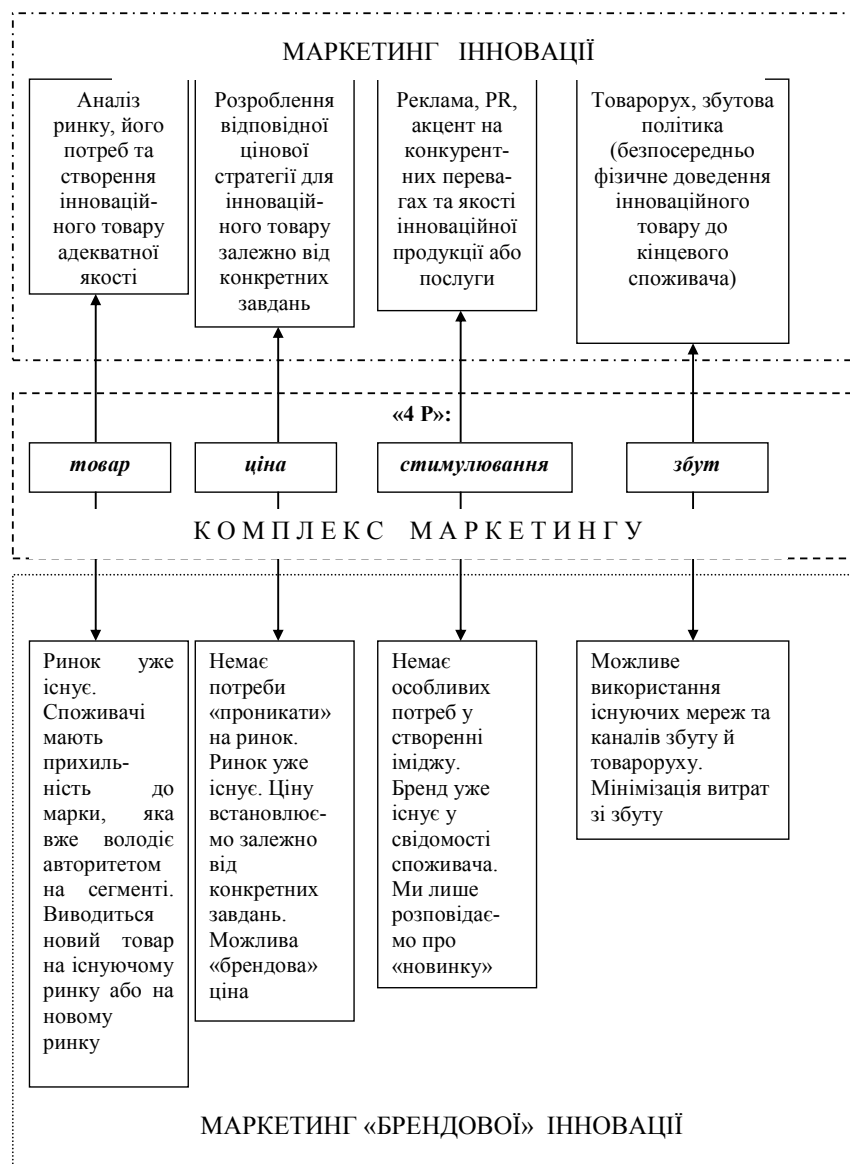 МАРКЕТИНГ ІННОВАЦІЇ
Аналіз
ринку, його
потреб та
створення
інновацій-
ного товару
адекватної
якості
Розроблення
відповідної
цінової
стратегії для
інновацій-
ного товару
залежно від
конкретних
завдань
Реклама, PR,
акцент на
конкурент-
них перева-
гах та якості
інноваційної
продукції або
послуги
Товарорух, збутова
політика
(безпосередньо
фізичне доведення
інноваційного
товару до
кінцевого
споживача)
«4 Р»:
товар
ціна
стимулювання
збут
К О М П Л Е К С М А Р К Е Т И Н Г У
Ринок уже
існує.
Споживачі
мають
прихиль-
ність до
марки, яка
вже володіє
авторитетом
на сегменті.
Виводиться
новий товар
на існуючому
ринку або на
новому
ринку
Немає
потреби
«проникати»
на ринок.
Ринок уже
існує. Ціну
встановлює-
мо залежно
від
конкретних
завдань.
Можлива
«брендова»
ціна
Немає
особливих
потреб у
створенні
іміджу.
Бренд уже
існує у
свідомості
споживача.
Ми лише
розповідає-
мо про
«новинку»
Можливе
використання
існуючих мереж та
каналів збуту й
товароруху.
Мінімізація витрат
зі збуту
МАРКЕТИНГ «БРЕНДОВОЇ» ІННОВАЦІЇ